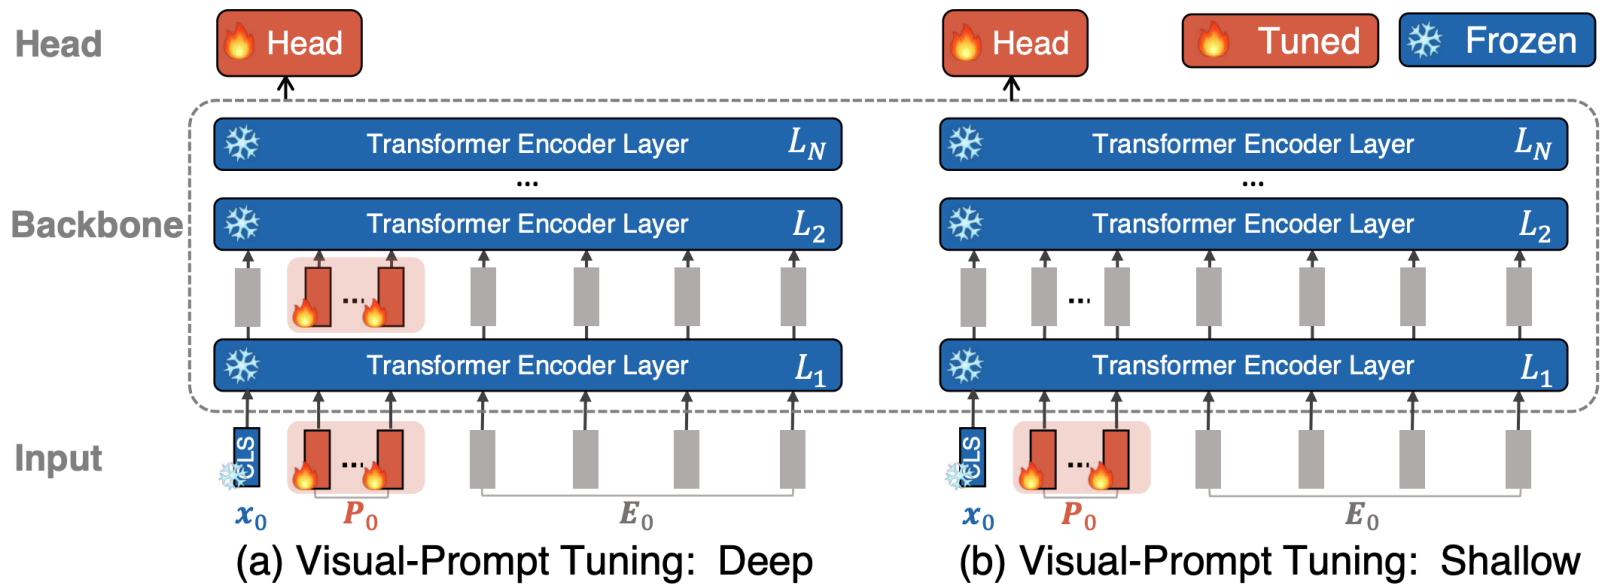 Head
Head
Head
Tuned
Frozen
Transformer Encoder Layer L_N
Transformer Encoder Layer L_N
...
...
Backbone
Transformer Encoder Layer L_2
Transformer Encoder Layer L_2
...
...
Transformer Encoder Layer L_1
Transformer Encoder Layer L_1
Input
CLS
...
CLS
...
x_0
P_0
E_0
x_0
P_0
E_0
(a) Visual-Prompt Tuning: Deep
(b) Visual-Prompt Tuning: Shallow